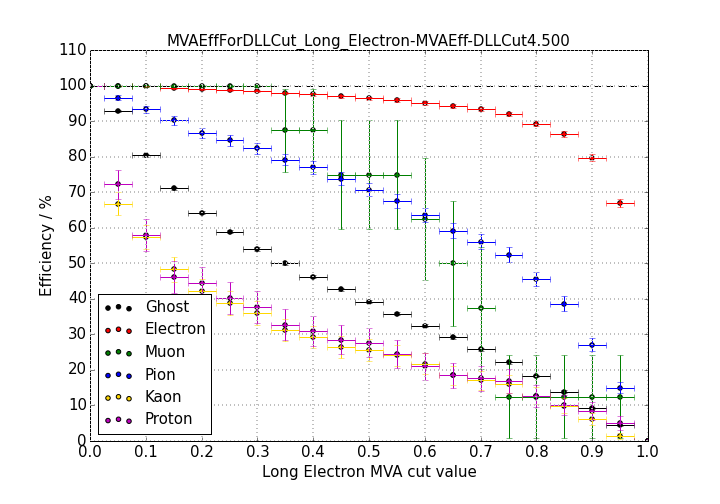 MVAEffForDLLCut_Long_Electron-MVAEff-DLLCut4.500
110
100
90
80
70
60
50
40
30
20
10
0
Efficiency / %
Ghost
Electron
Muon
Pion
Kaon
Proton
0.0 0.1 0.2 0.3 0.4 0.5 0.6 0.7 0.8 0.9 1.0
Long Electron MVA cut value